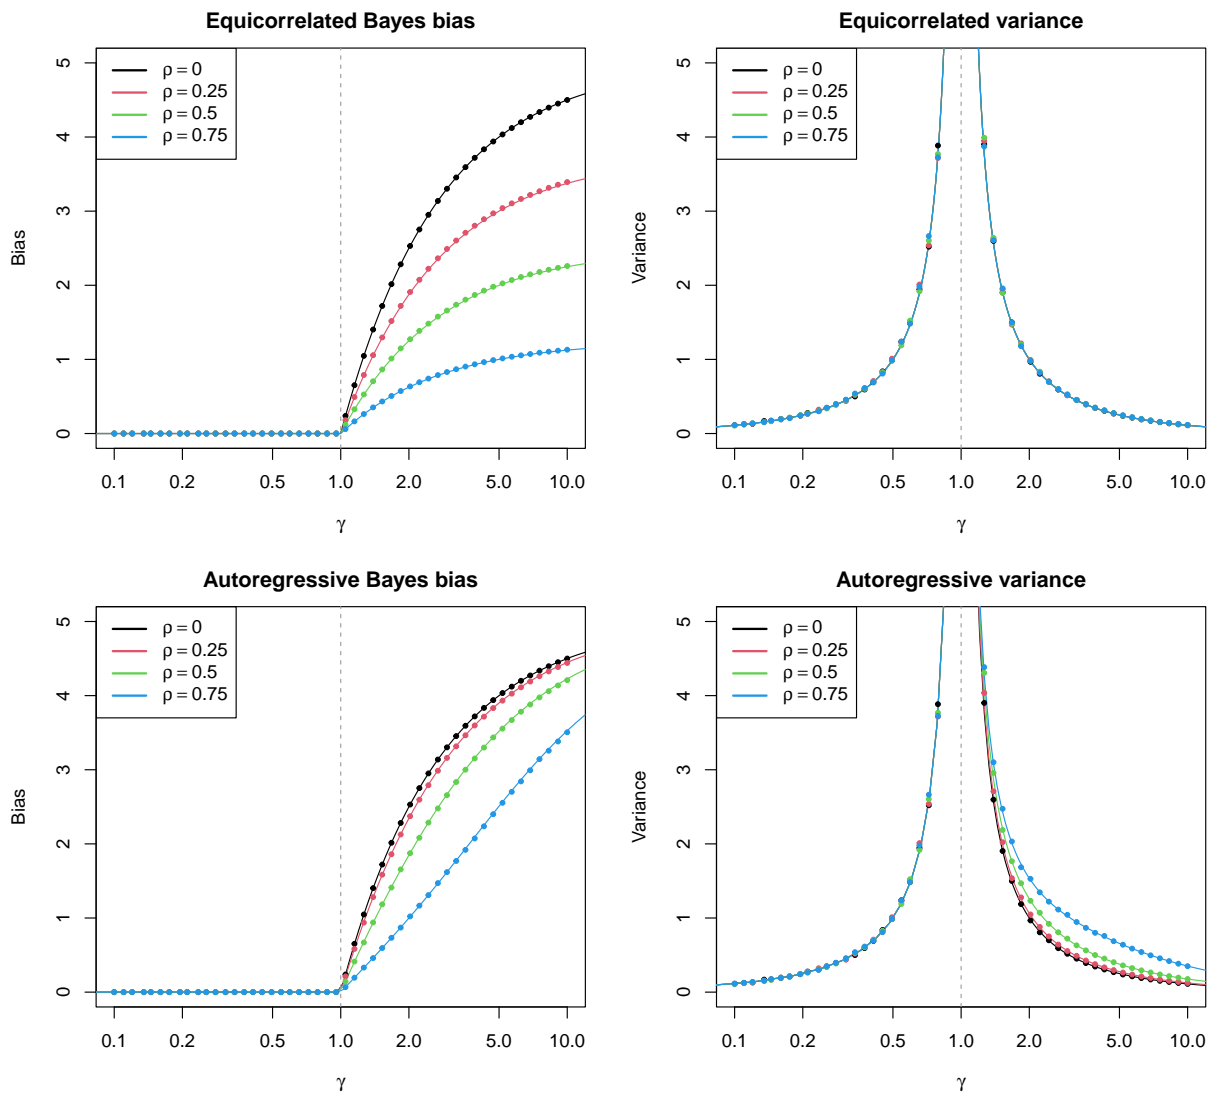 Equicorrelated Bayes bias
ρ = 0
ρ = 0.25
ρ = 0.5
ρ = 0.75
Bias
0 1 2 3 4 5
0.1 0.2 0.5 1.0 2.0 5.0 10.0
γ
Equicorrelated variance
ρ = 0
ρ = 0.25
ρ = 0.5
ρ = 0.75
Variance
0 1 2 3 4 5
0.1 0.2 0.5 1.0 2.0 5.0 10.0
γ
Autoregressive Bayes bias
ρ = 0
ρ = 0.25
ρ = 0.5
ρ = 0.75
Bias
0 1 2 3 4 5
0.1 0.2 0.5 1.0 2.0 5.0 10.0
γ
Autoregressive variance
ρ = 0
ρ = 0.25
ρ = 0.5
ρ = 0.75
Variance
0 1 2 3 4 5
0.1 0.2 0.5 1.0 2.0 5.0 10.0
γ